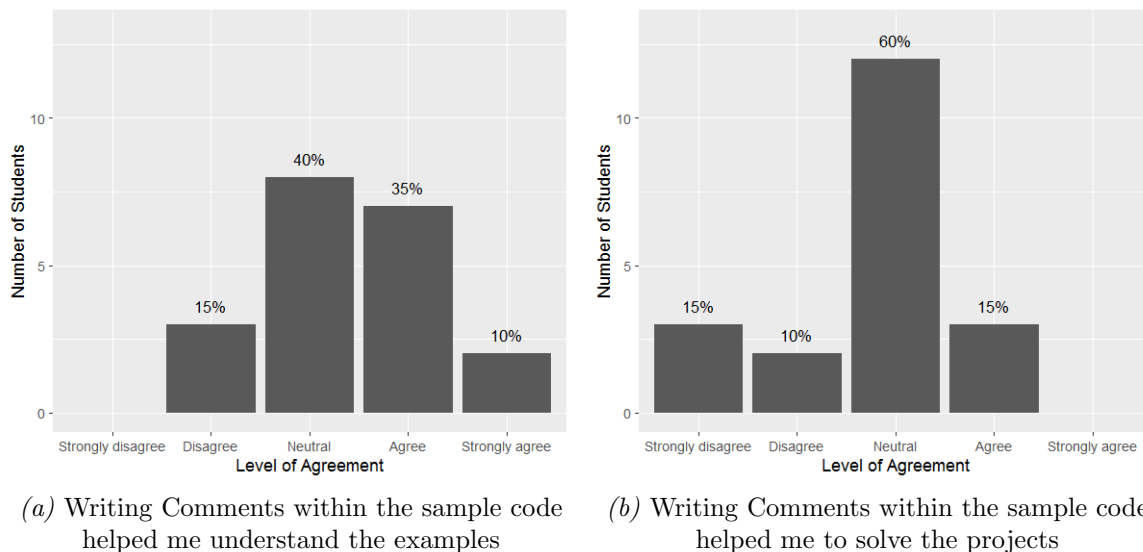 60%
40%
35%
15%
10%
15%
10%
15%
10
5
0
10
5
0
Number of Students
Number of Students
Strongly disagree Disagree Neutral Agree Strongly agree
Level of Agreement
Strongly disagree Disagree Neutral Agree Strongly agree
Level of Agreement
(a) Writing Comments within the sample code
helped me understand the examples
(b) Writing Comments within the sample code
helped me to solve the projects